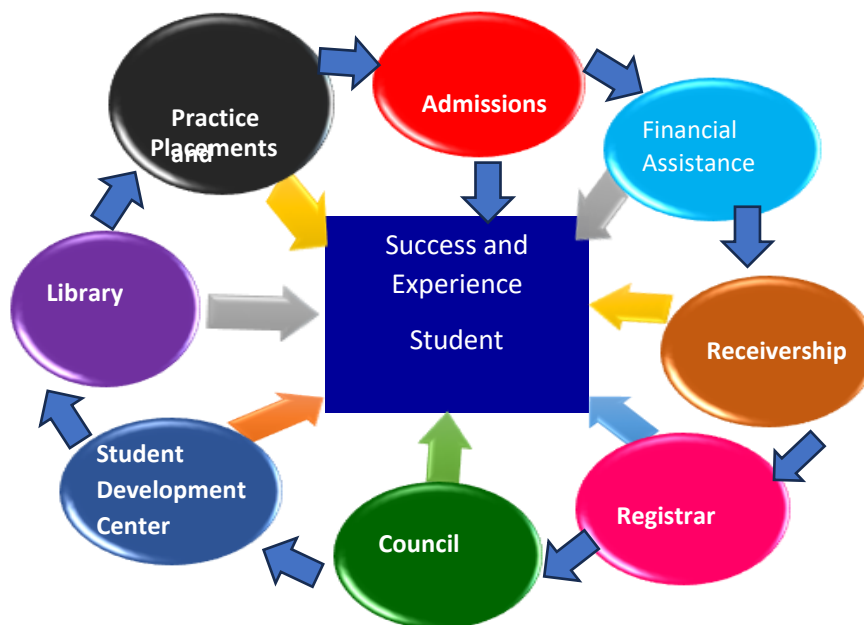 Admissions
Financial
Assistance
Receivership
Registrar
Council
Student
Development
Center
Library
Practice
and
Placements
Success and
Experience
Student